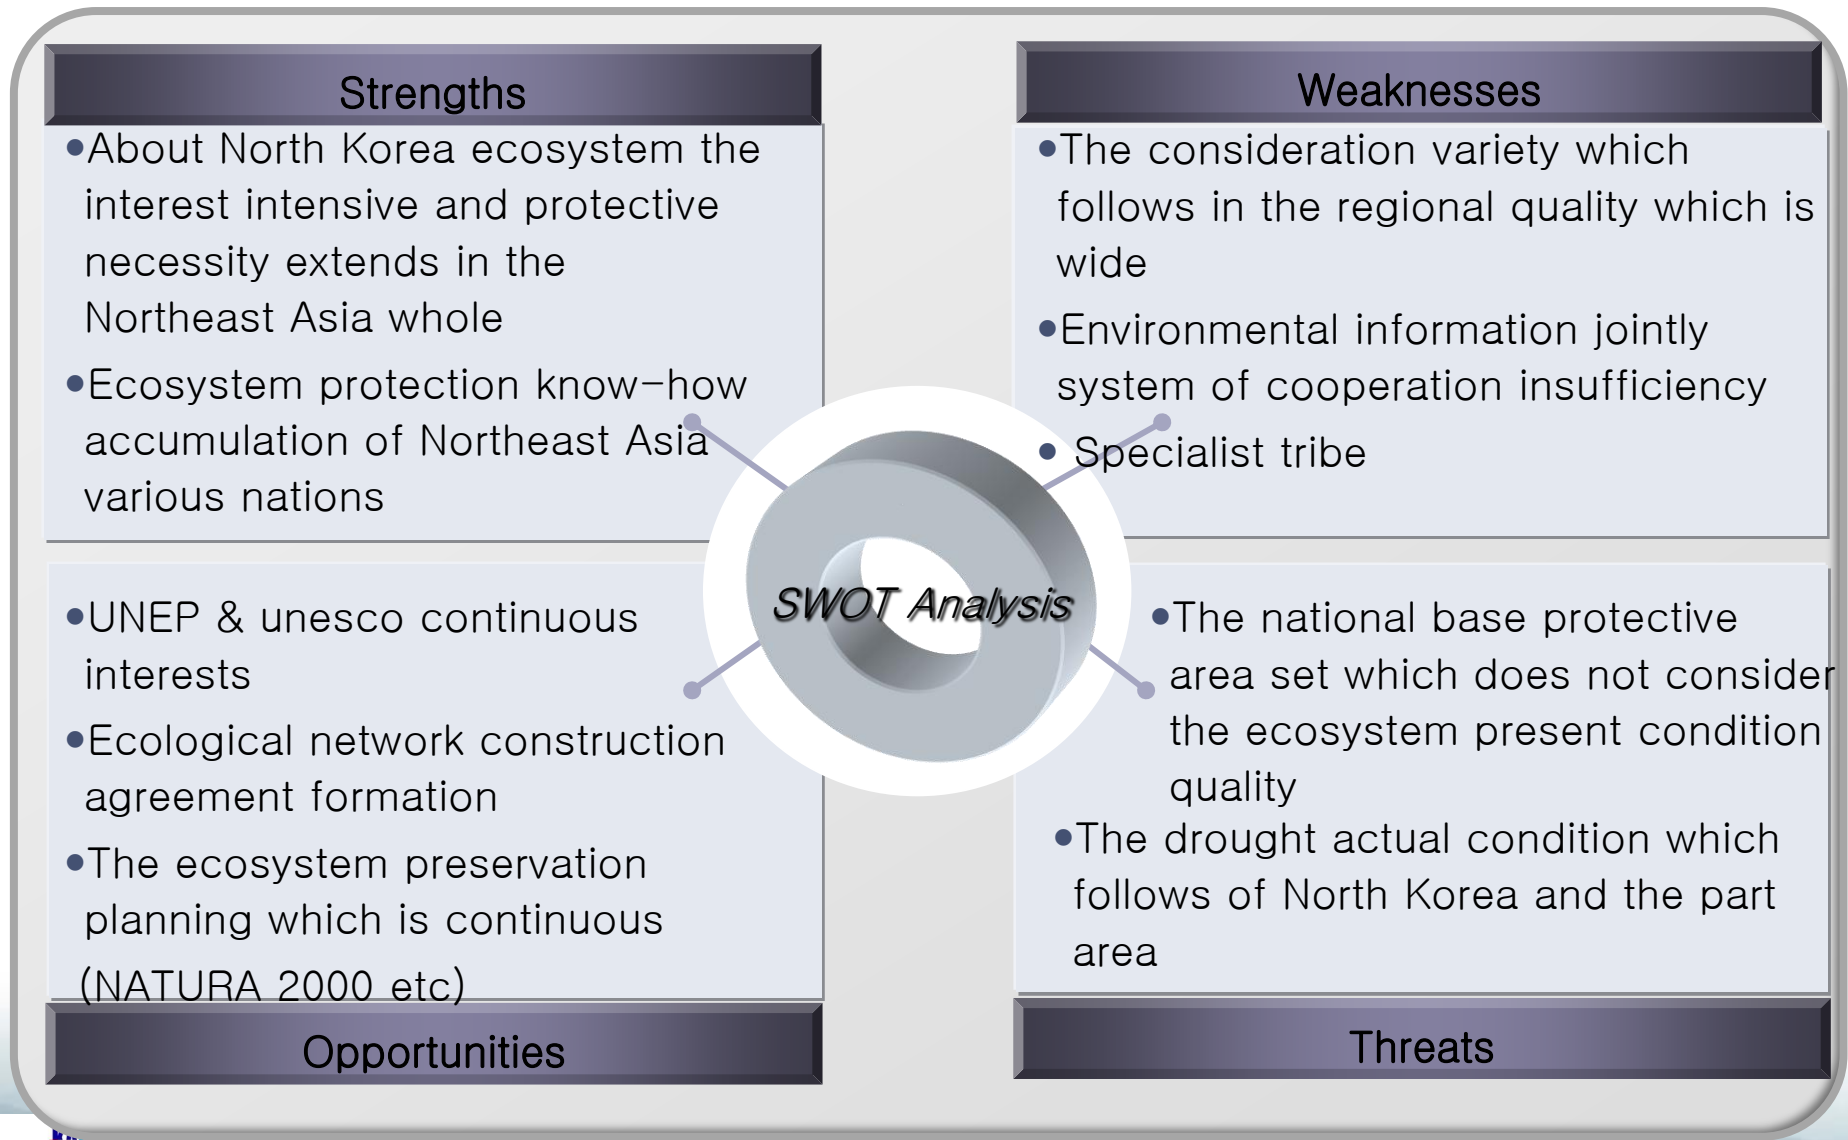 Strengths
•About North Korea ecosystem the
interest intensive and protective
necessity extends in the
Northeast Asia whole
•Ecosystem protection know-how
accumulation of Northeast Asia
various nations
Weaknesses
•The consideration variety which
follows in the regional quality which is
wide
•Environmental information jointly
system of cooperation insufficiency
• Specialist tribe
SWOT Analysis
•UNEP & unesco continuous
interests
•Ecological network construction
agreement formation
•The ecosystem preservation
planning which is continuous
(NATURA 2000 etc)
Opportunities
•The national base protective
area set which does not consider
the ecosystem present condition
quality
•The drought actual condition which
follows of North Korea and the part
area
Threats